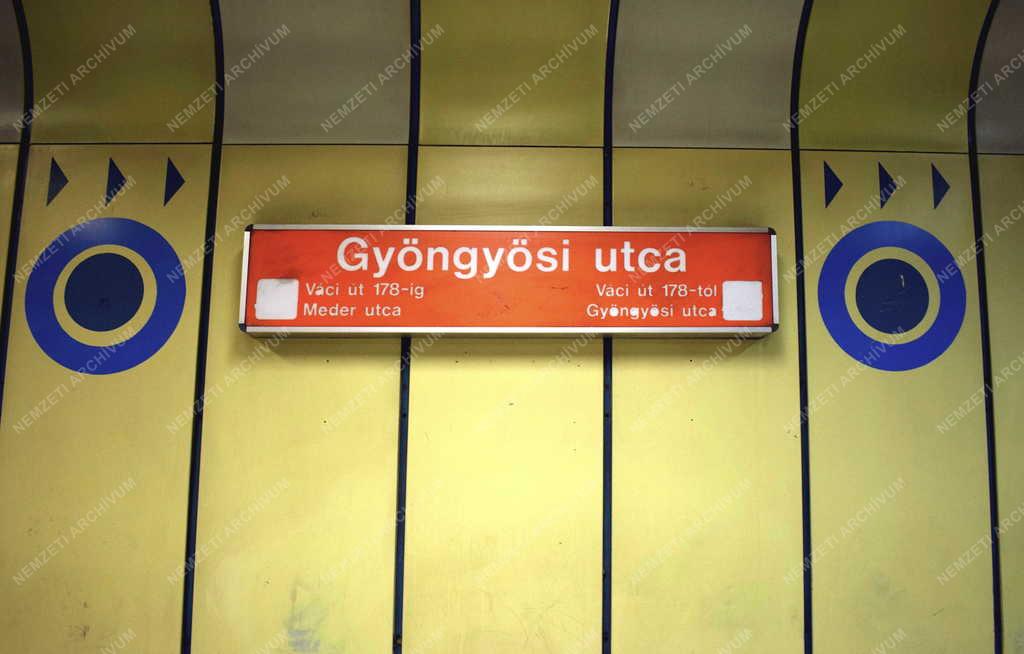 Gyöngyösi utca
Váci út 178-ig
Meder utca
Váci út 178-tól
Gyöngyösi utca
NEMZETI ARCHÍVUM